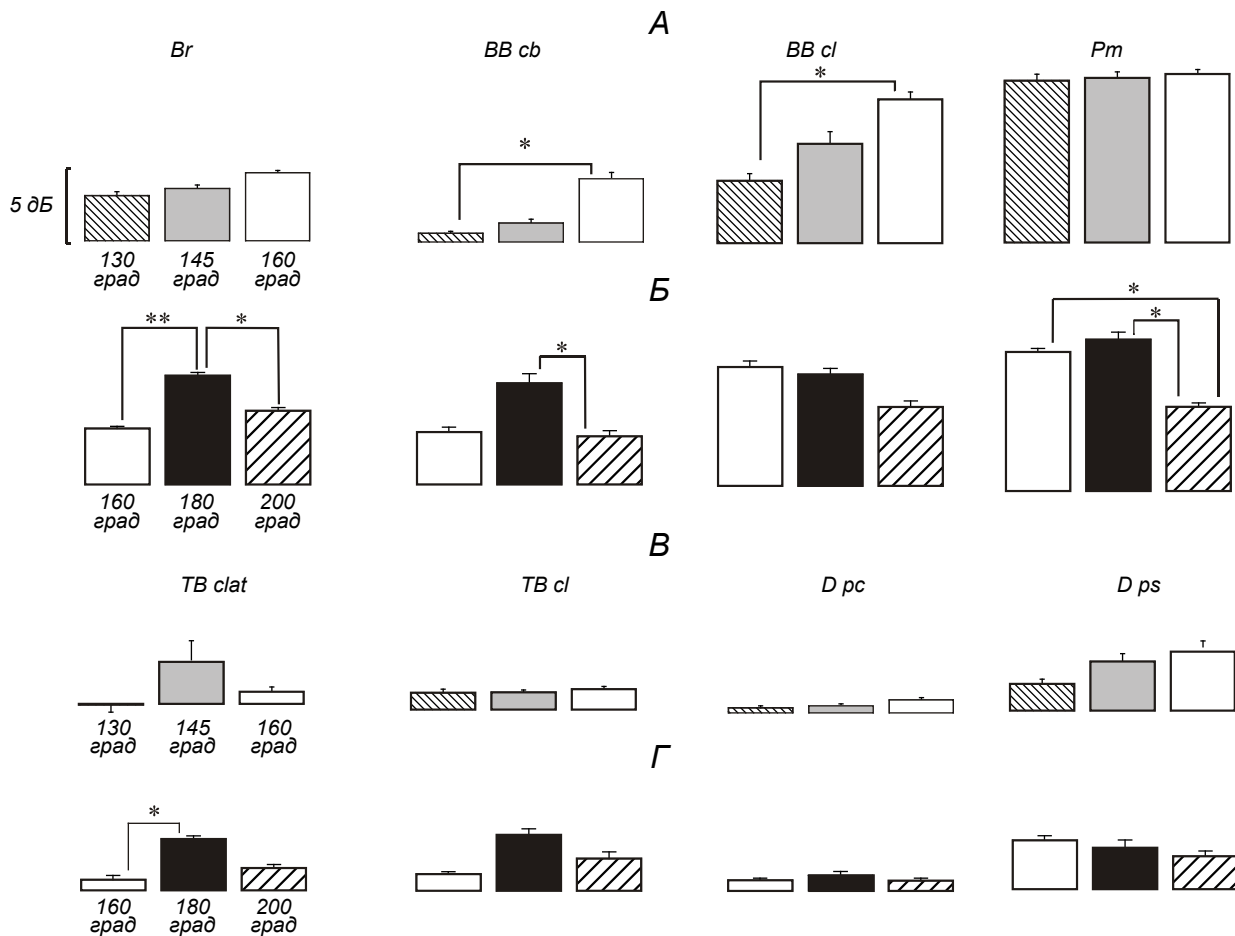 А
Br
BB cb
BB cl
Pm
*
*
5 дБ
130 град
145 град
160 град
Б
**
*
*
*
*
160 град
180 град
200 град
В
TB clat
TB cl
D pc
D ps
130 град
145 град
160 град
Г
*
160 град
180 град
200 град